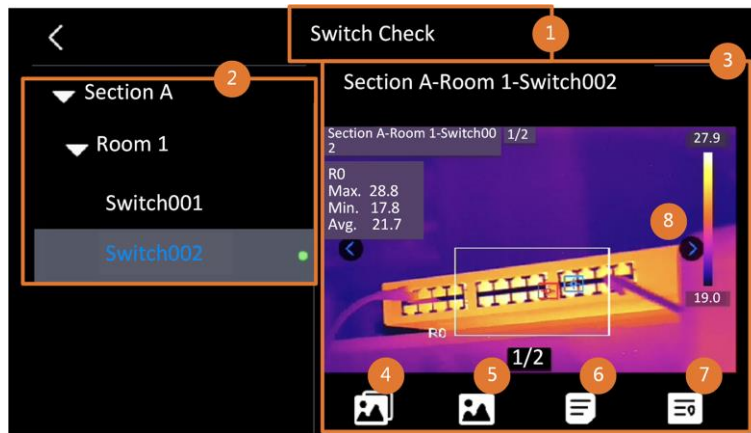 Switch Check
1
2
3
Section A
Room 1
Switch001
Switch002
Section A-Room 1-Switch002
Section A-Room 1-Switch00
2
1/2
R0
Max. 28.8
Min. 17.8
Avg. 21.7
27.9
8
19.0
R0
1/2
4
5
6
7